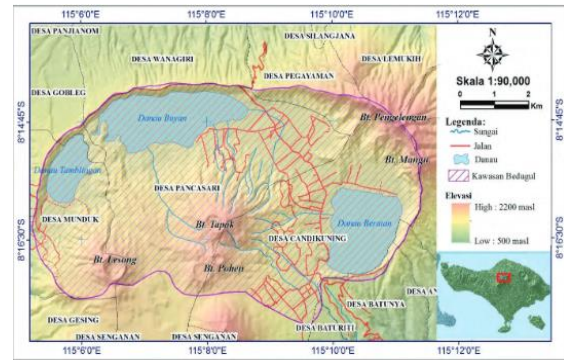 115°6'0"E
115°8'0"E
115°10'0"E
115°12'0"E
DESA PANJIANOM
DESA SILANGJANA
DESA WANAGIRI
DESA LEMUKIH
DESA PEGAYAMAN
DESA GOBLEG
Danau Buyan
Bt. Pengelengan
Bt. Mangu
Danau Tamblingan
DESA PANCASARI
DESA MUNDUK
Bt. Tapak
Danau Beratan
DESA CANDIKUNING
Bt. Lesong
Bt. Pohen
DESA BATUNYA
DESA GESING
DESA BATURITI
DESA SENGANAN
DESA SENGANAN
8°14'45"S
8°16'30"S
8°14'45"S
8°16'30"S
115°6'0"E
115°8'0"E
115°10'0"E
115°12'0"E
N
Skala 1:90,000
0 1 2
Km
Legenda:
Sungai
Jalan
Danau
Kawasan Bedugul
Elevasi
High : 2200 masl
Low : 500 masl